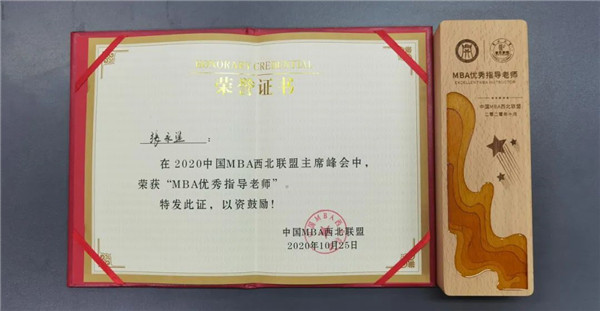 HONORARY CREDENTIAL
荣誉证书
：
在2020中国MBA西北联盟主席峰会中，
荣获“MBA优秀指导老师”。
特发此证，以资鼓励！
中国MBA西北联盟
2020年10月25日
MBA优秀指导老师
EXCELLENT MBA INSTRUCTOR
中国MBA西北联盟
二零二零年十月